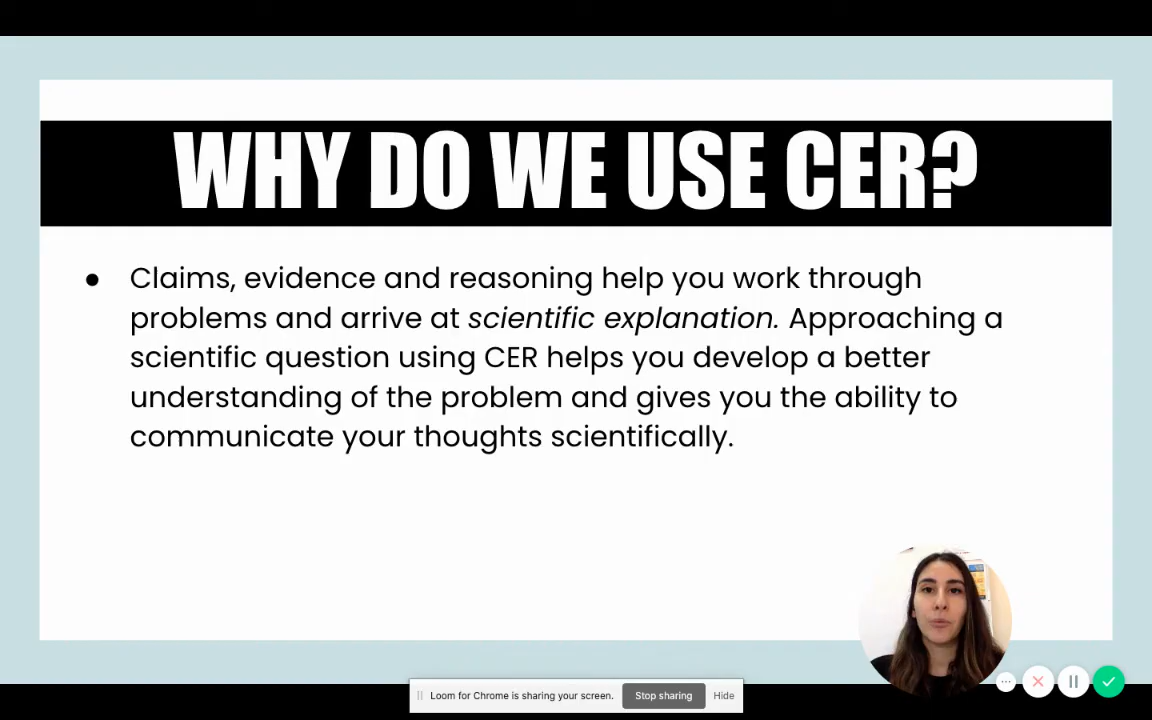 WHY DO WE USE CER?
● Claims, evidence and reasoning help you work through
problems and arrive at scientific explanation. Approaching a
scientific question using CER helps you develop a better
understanding of the problem and gives you the ability to
communicate your thoughts scientifically.
Loom for Chrome is sharing your screen. Stop sharing Hide